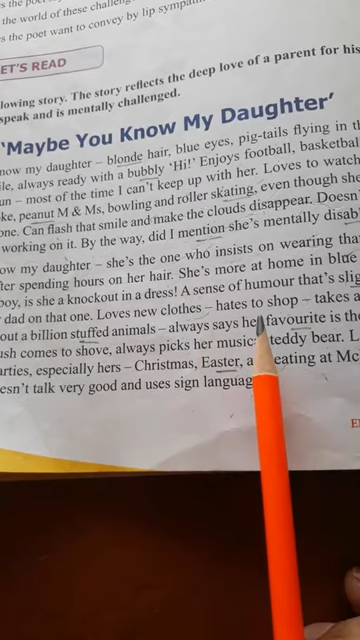 the world of these challeng
s the poet want to convey by lip sympa
ET'S READ
lowing story. The story reflects the deep love of a parent for his
speak and is mentally challenged.
'Maybe You Know My Daughter'
now my daughter – blonde hair, blue eyes, pig-tails flying in th
ile, always ready with a bubbly 'Hi!' Enjoys football, basketbal
un – most of the time I can't keep up with her. Loves to watch
ke, peanut M & Ms, bowling and roller skating, even though she
one. Can flash that smile and make the clouds disappear. Doesn'
working on it. By the way, did I mention she's mentally disab
ow my daughter – she's the one who insists on wearing that
fter spending hours on her hair. She's more at home in blue
boy, is she a knockout in a dress! A sense of humour that's slig
dad on that one. Loves new clothes – hates to shop – takes a
out a billion stuffed animals – always says he favourite is the
ush comes to shove, always picks her music teddy bear. L
arties, especially hers – Christmas, Easter, a eating at Mc
esn't talk very good and uses sign languag